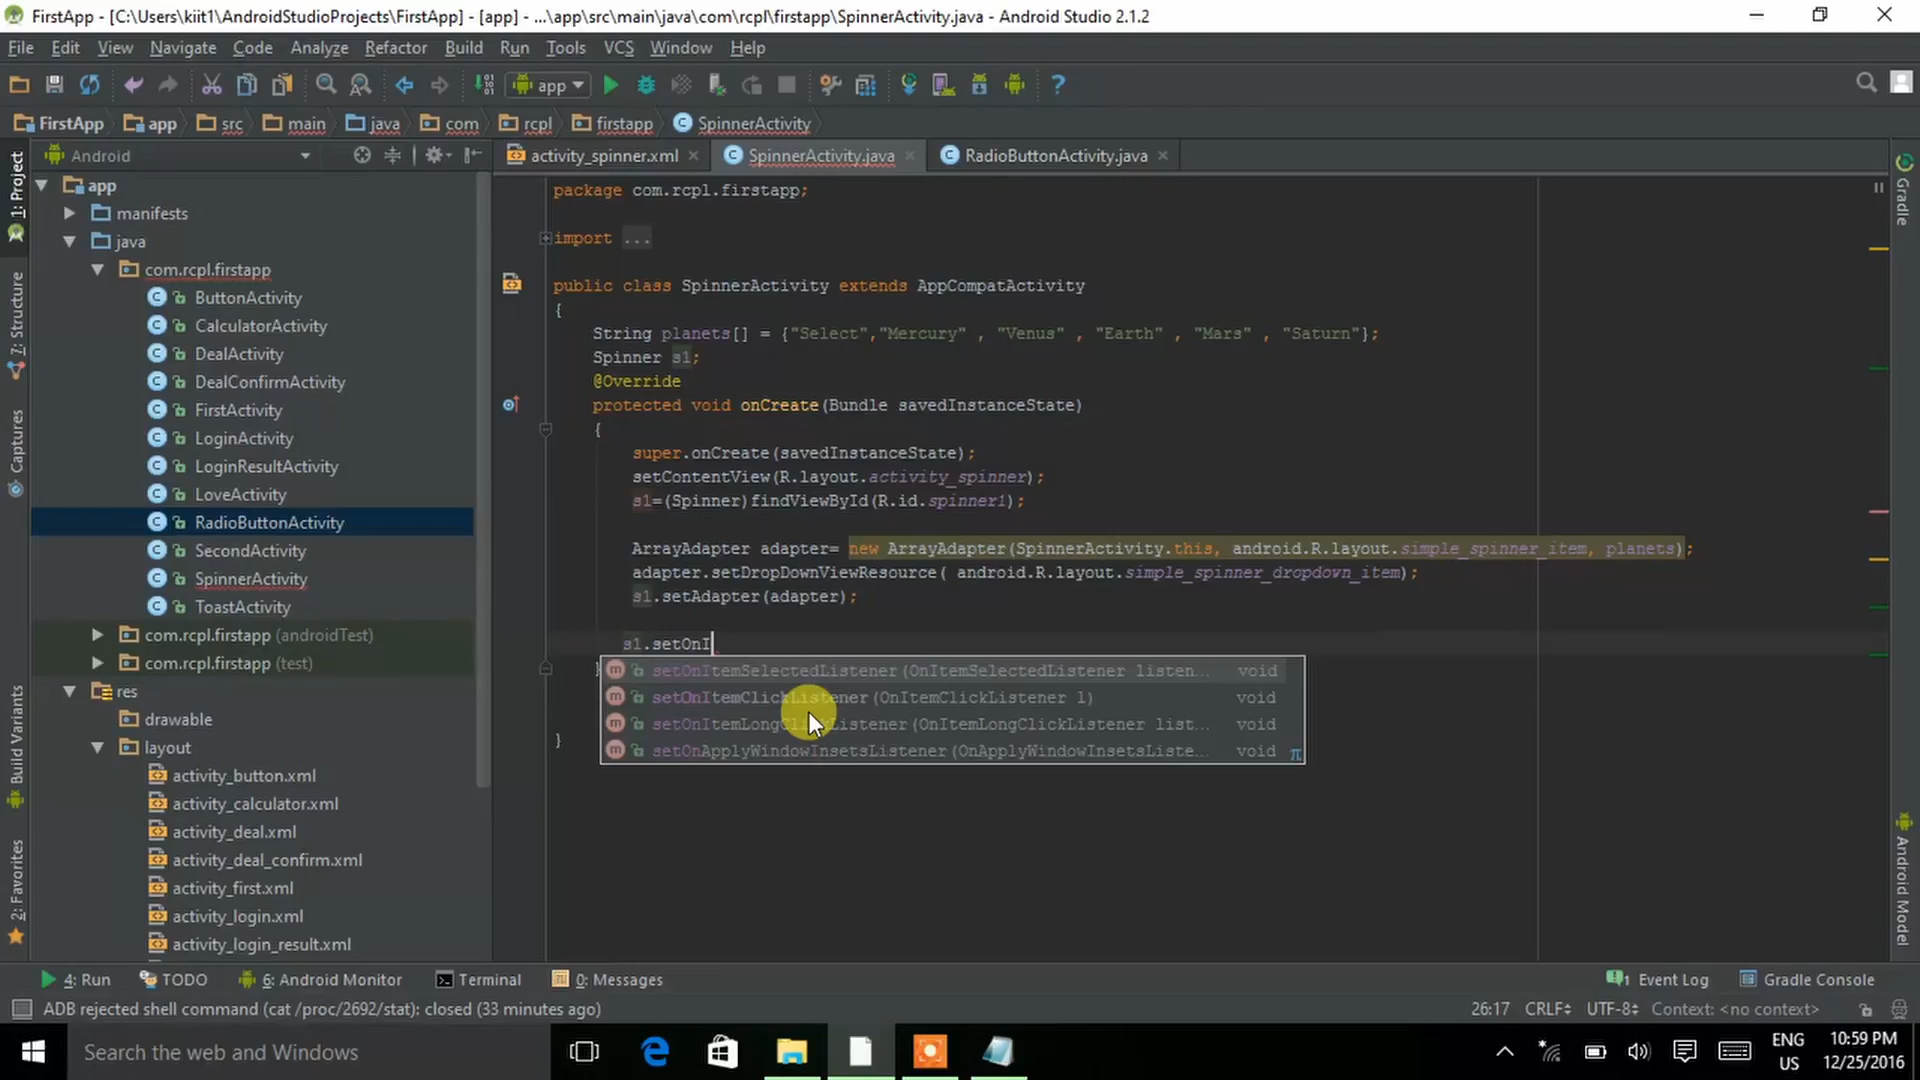 FirstApp - [C:\Users\kiit1\AndroidStudioProjects\FirstApp] - [app] - ...\app\src\main\java\com\rcpl\firstapp\SpinnerActivity.java - Android Studio 2.1.2
File Edit View Navigate Code Analyze Refactor Build Run Tools VCS Window Help
app
FirstApp app src main java com rcpl firstapp SpinnerActivity
Android
activity_spinner.xml SpinnerActivity.java RadioButtonActivity.java
1: Project
7: Structure
Captures
Build Variants
2: Favorites
app
manifests
java
com.rcpl.firstapp
ButtonActivity
CalculatorActivity
DealActivity
DealConfirmActivity
FirstActivity
LoginActivity
LoginResultActivity
LoveActivity
RadioButtonActivity
SecondActivity
SpinnerActivity
ToastActivity
com.rcpl.firstapp (androidTest)
com.rcpl.firstapp (test)
res
drawable
layout
activity_button.xml
activity_calculator.xml
activity_deal.xml
activity_deal_confirm.xml
activity_first.xml
activity_login.xml
activity_login_result.xml
package com.rcpl.firstapp;
import ...
public class SpinnerActivity extends AppCompatActivity
{
String planets[] = {"Select","Mercury" , "Venus" , "Earth" , "Mars" , "Saturn"};
Spinner s1;
@Override
protected void onCreate(Bundle savedInstanceState)
{
super.onCreate(savedInstanceState);
setContentView(R.layout.activity_spinner);
s1=(Spinner)findViewById(R.id.spinner1);
ArrayAdapter adapter= new ArrayAdapter(SpinnerActivity.this, android.R.layout.simple_spinner_item, planets);
adapter.setDropDownViewResource( android.R.layout.simple_spinner_dropdown_item);
s1.setAdapter(adapter);
s1.setOnI
}
setOnItemSelectedListener(OnItemSelectedListener listen... void
setOnItemClickListener(OnItemClickListener l) void
setOnItemLongClickListener(OnItemLongClickListener list... void
setOnApplyWindowInsetsListener(OnApplyWindowInsetsListe... void
π
}
Gradle
Android Model
4: Run TODO 6: Android Monitor Terminal 0: Messages
1 Event Log Gradle Console
ADB rejected shell command (cat /proc/2692/stat): closed (33 minutes ago)
26:17 CRLF UTF-8 Context: <no context>
Search the web and Windows
ENG
US
10:59 PM
12/25/2016